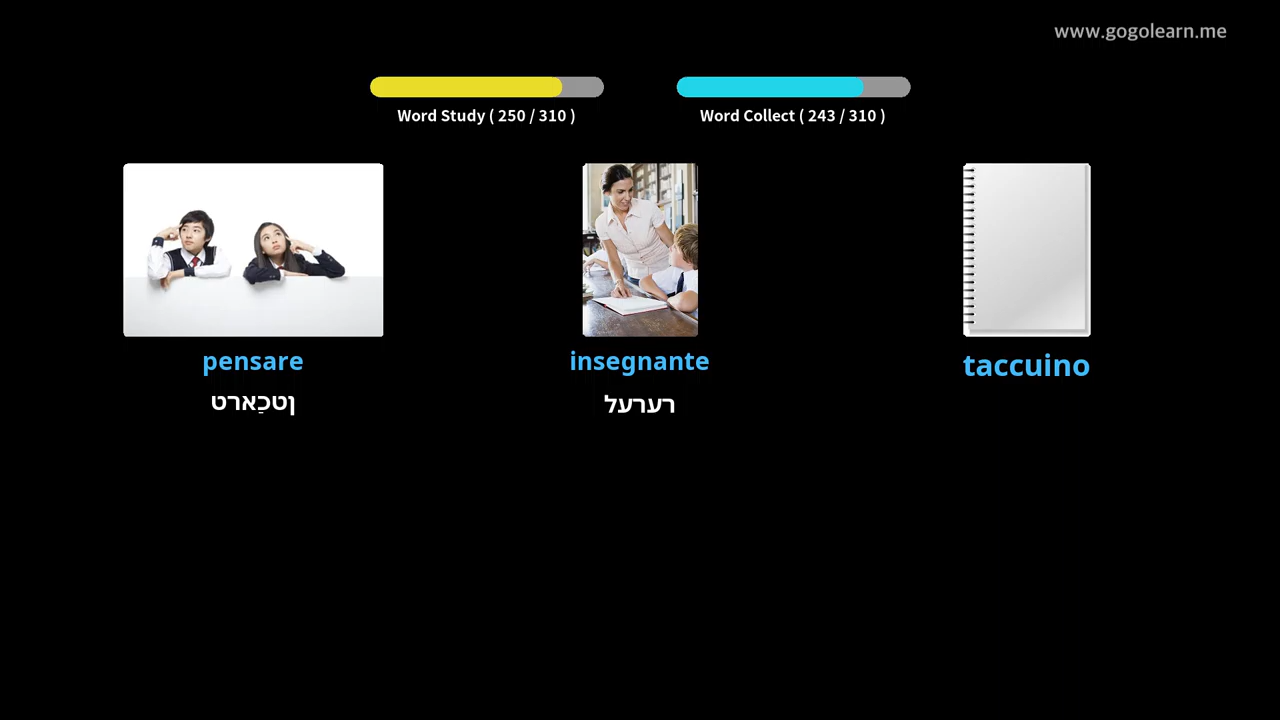 www.gogolearn.me
Word Study ( 250 / 310 )
Word Collect ( 243 / 310 )
pensare
insegnante
taccuino
טראַכטן
לערער